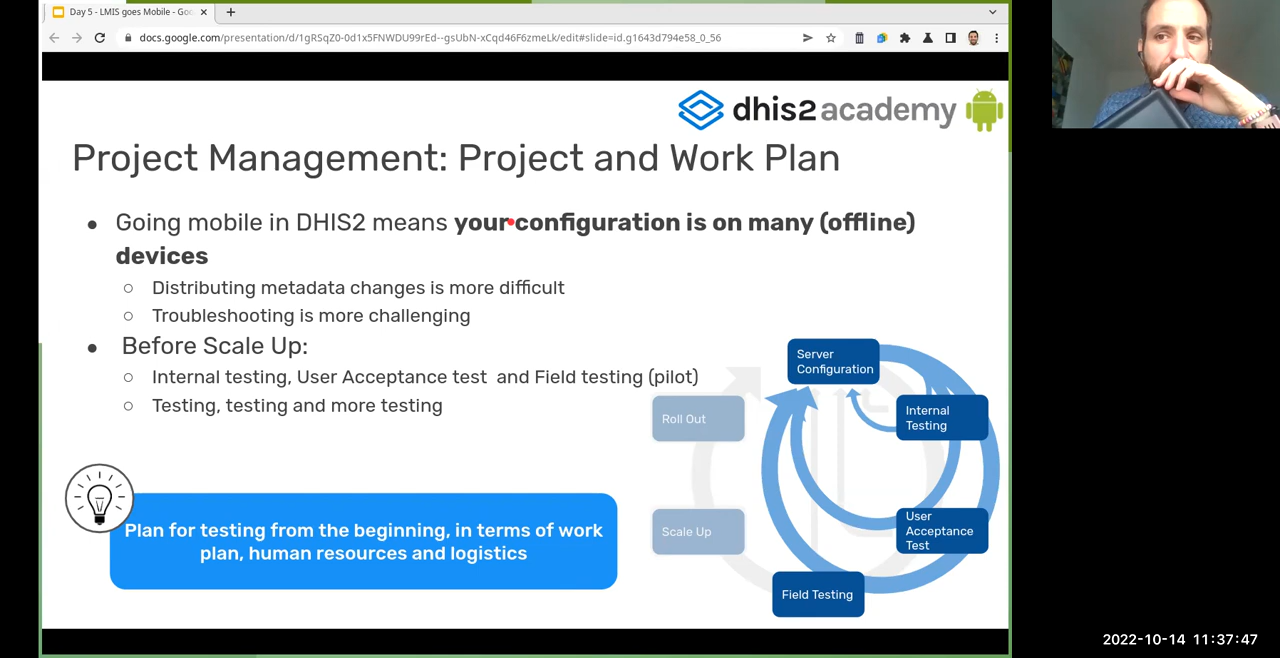 Day 5 - LMIS goes Mobile - Goo
docs.google.com/presentation/d/1gRSqZ0-0d1x5FNWDU99rEd--gsUbN-xCqd46F6zmeLk/edit#slide=id.g1643d794e58_0_56
dhis2academy
Project Management: Project and Work Plan
● Going mobile in DHIS2 means your configuration is on many (offline)
devices
○ Distributing metadata changes is more difficult
○ Troubleshooting is more challenging
● Before Scale Up:
○ Internal testing, User Acceptance test and Field testing (pilot)
○ Testing, testing and more testing
Plan for testing from the beginning, in terms of work
plan, human resources and logistics
Server
Configuration
Internal
Testing
User
Acceptance
Test
Field Testing
Scale Up
Roll Out
2022-10-14 11:37:47